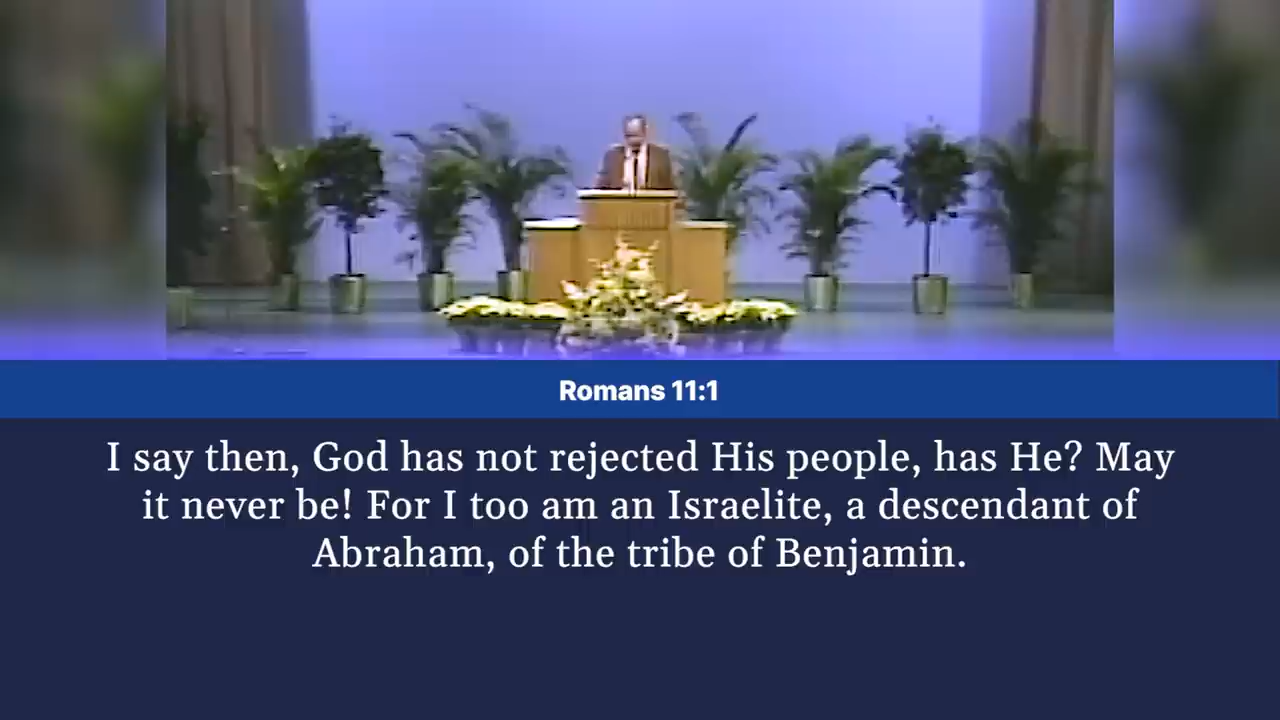 Romans 11:1
I say then, God has not rejected His people, has He? May
it never be! For I too am an Israelite, a descendant of
Abraham, of the tribe of Benjamin.